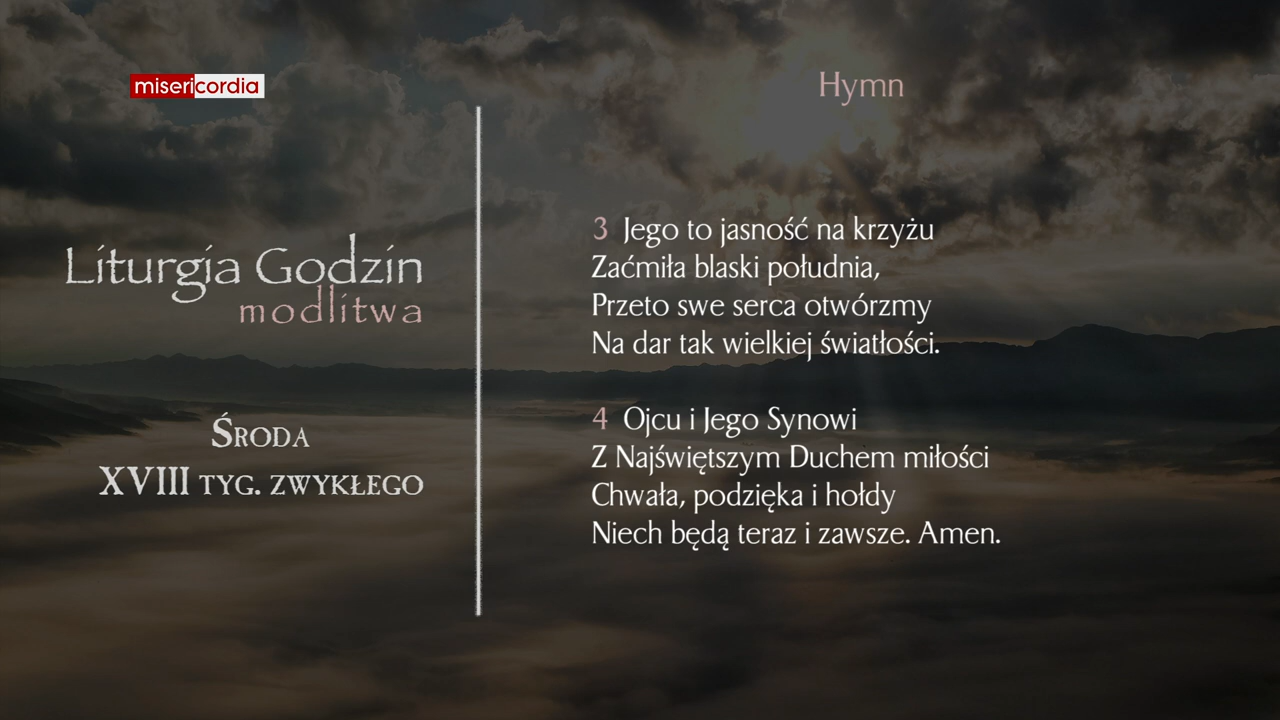 misericordia
Liturgia Godzin
modlitwa
Środa
XVIII tyg. zwykłego
Hymn
3 Jego to jasność na krzyżu
Zaćmiła blaski południa,
Przeto swe serca otwórzmy
Na dar tak wielkiej światłości.
4 Ojcu i Jego Synowi
Z Najświętszym Duchem miłości
Chwała, podzięka i hołdy
Niech będą teraz i zawsze. Amen.